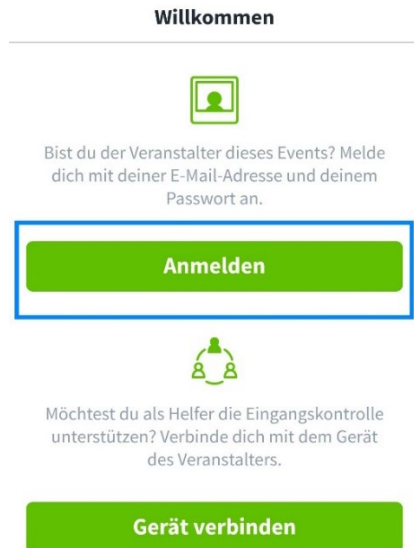 Willkommen
Bist du der Veranstalter dieses Events? Melde
dich mit deiner E-Mail-Adresse und deinem
Passwort an.
Anmelden
Möchtest du als Helfer die Eingangskontrolle
unterstützen? Verbinde dich mit dem Gerät
des Veranstalters.
Gerät verbinden